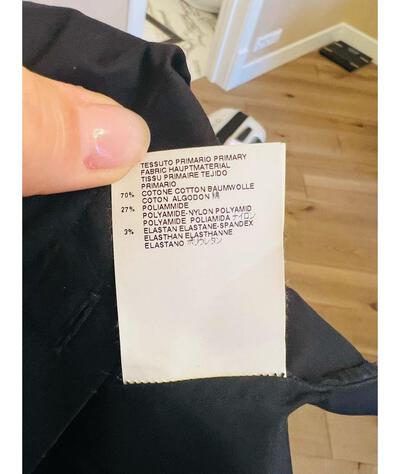 TESSUTO PRIMARIO PRIMARY
FABRIC HAUPTMATERIAL
TISSU PRIMAIRE TEJIDO
PRIMARIO
70% COTONE COTTON BAUMWOLLE
COTON ALGODON 綿
27% POLIAMMIDE
POLYAMIDE-NYLON POLYAMID
POLYAMIDE POLIAMIDA ナイロン
3% ELASTAN ELASTANE-SPANDEX
ELASTHAN ELASTHANNE
ELASTANO ポリウレタン